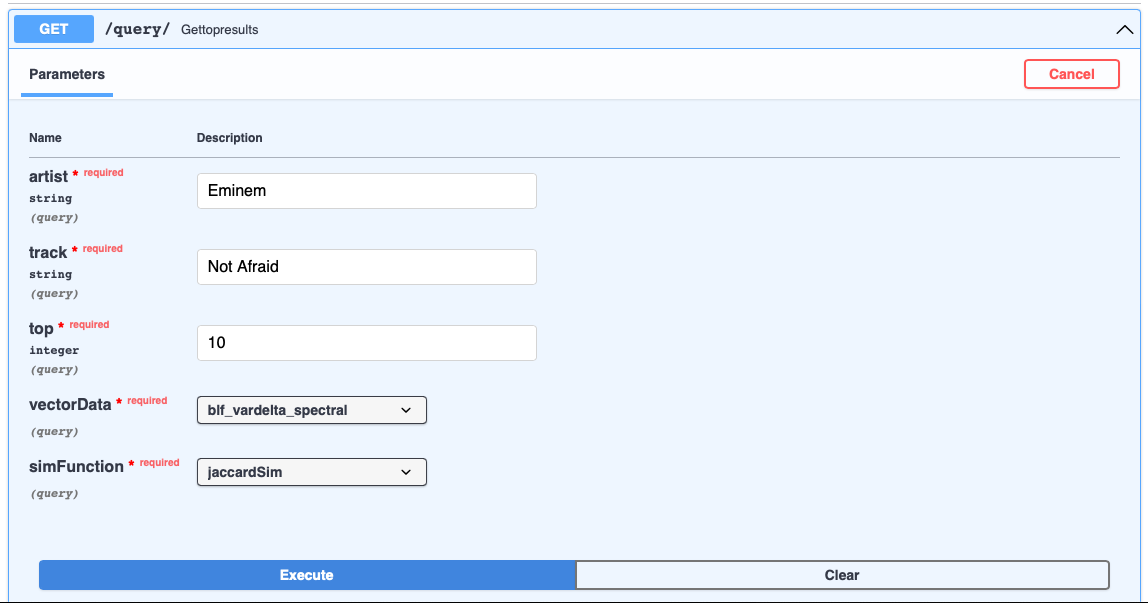 GET /query/ Gettopresults
Parameters Cancel
Name Description
artist * required
string
(query)
Eminem
track * required
string
(query)
Not Afraid
top * required
integer
(query)
10
vectorData * required
(query)
blf_vardelta_spectral
simFunction * required
(query)
jaccardSim
Execute Clear